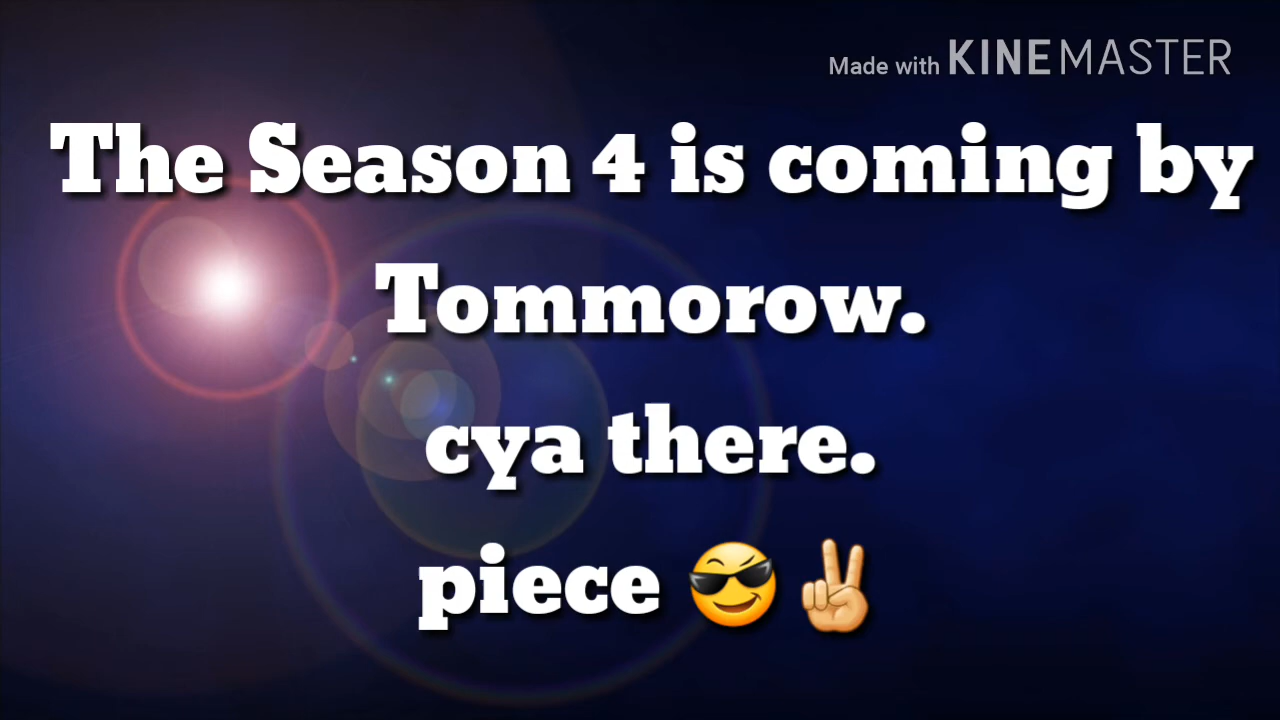 Made with KINEMASTER
The Season 4 is coming by
Tommorow.
cya there.
piece 😎✌